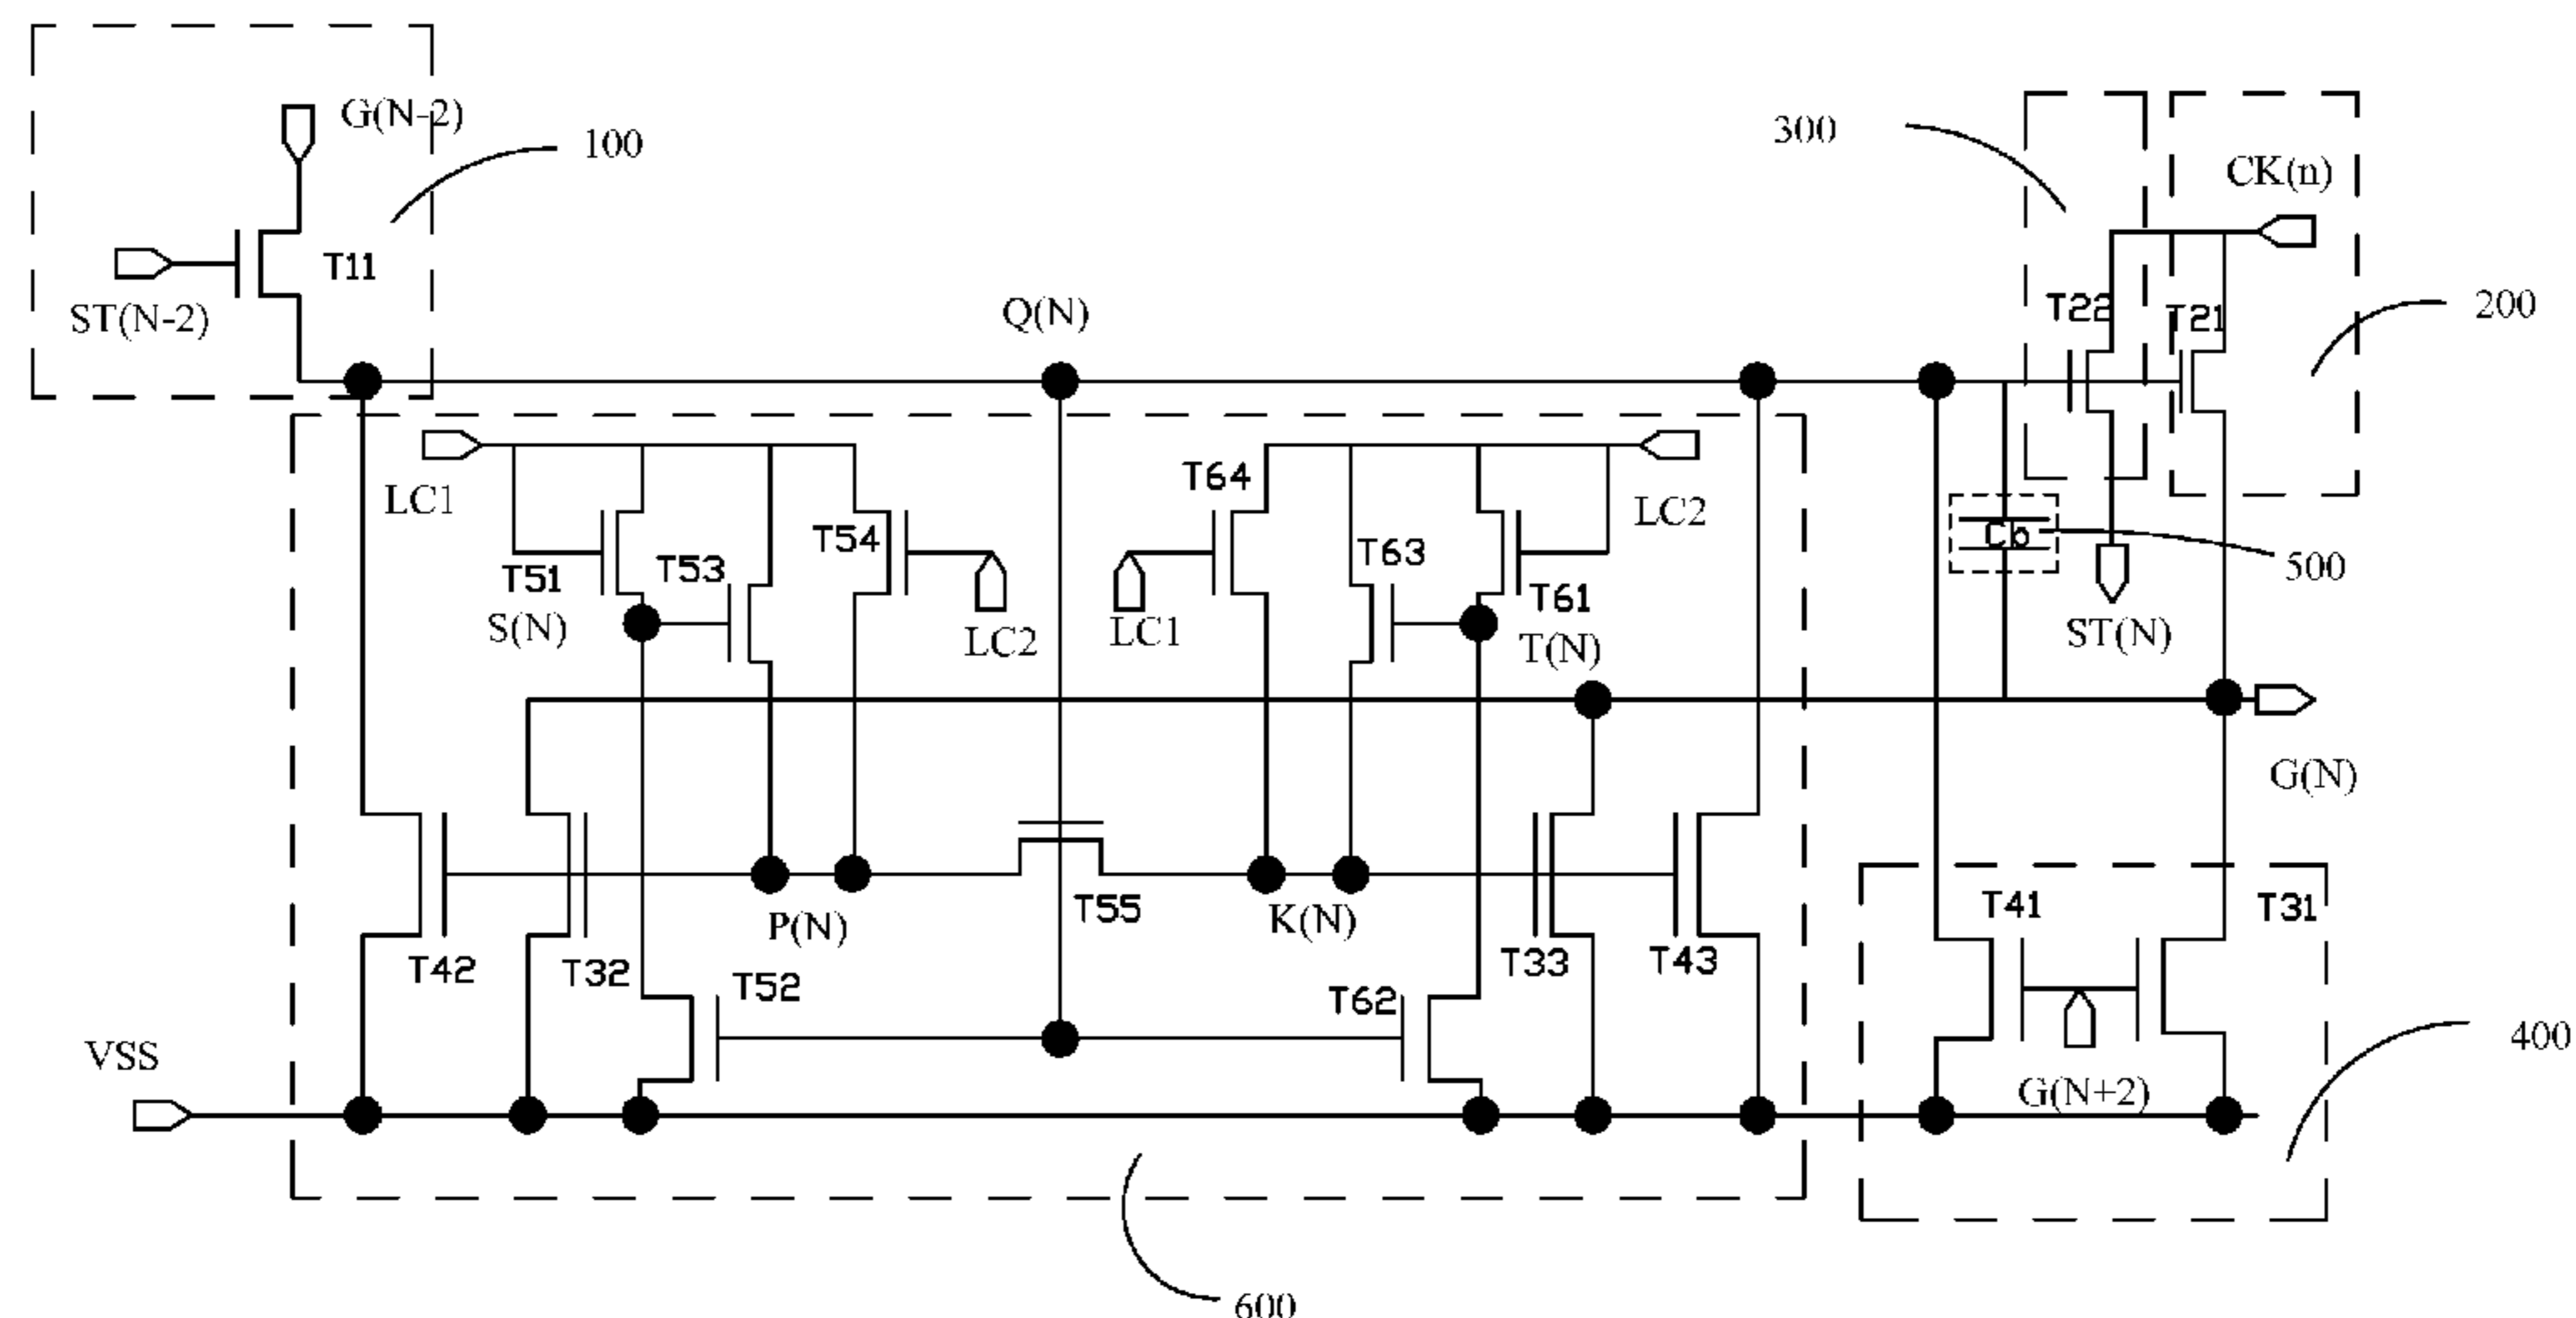 G(N-2)
100
300
CK(n)
T11
ST(N-2)
Q(N)
T22
T21
200
LC1
T64
LC2
T51
T53
T54
T63
T61
Cb
500
S(N)
LC2
LC1
T(N)
ST(N)
G(N)
P(N)
T55
K(N)
T41
T31
T42
T32
T52
T62
T33
T43
VSS
G(N+2)
400
600